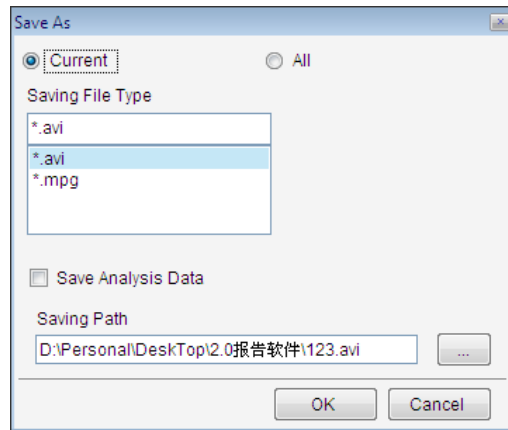 Save As
Current All
Saving File Type
*.avi
*.avi
*.mpg
Save Analysis Data
Saving Path
D:\Personal\DeskTop\2.0报告软件\123.avi ...
OK Cancel